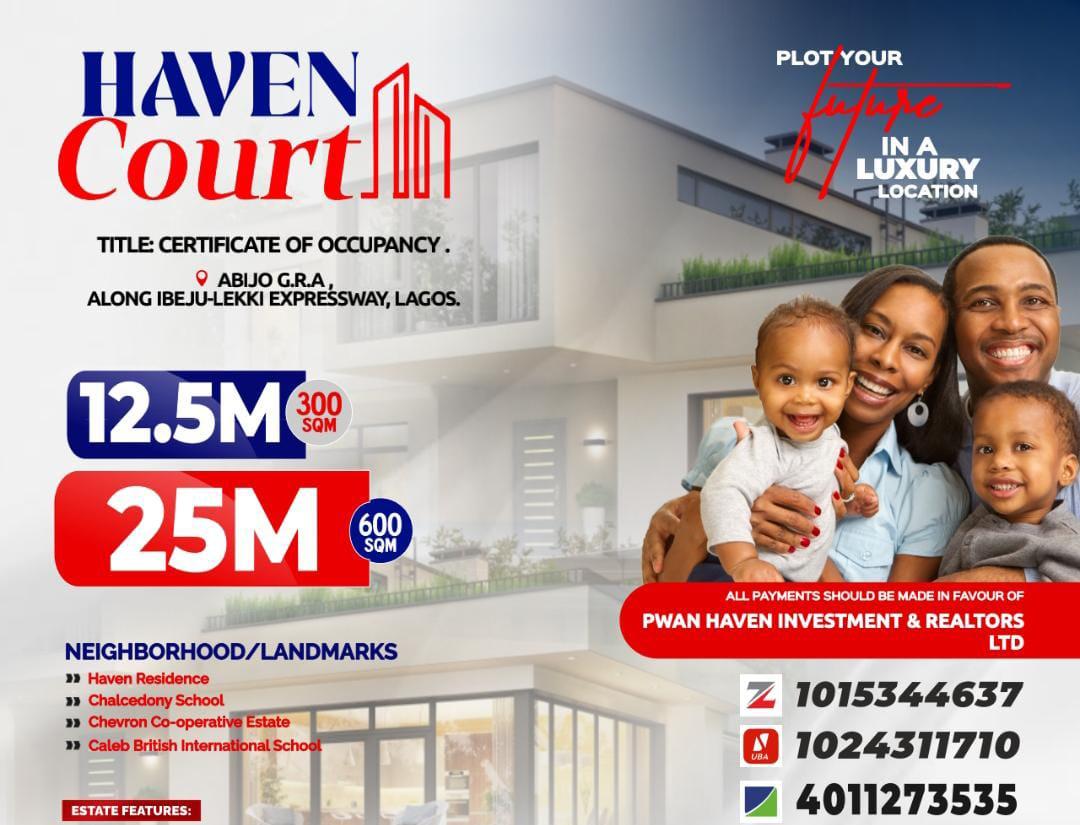 HAVEN
Court
PLOT YOUR
future
IN A
LUXURY
LOCATION
TITLE: CERTIFICATE OF OCCUPANCY .
ABIJO G.R.A ,
ALONG IBEJU-LEKKI EXPRESSWAY, LAGOS.
12.5M
300
SQM
25M
600
SQM
ALL PAYMENTS SHOULD BE MADE IN FAVOUR OF
PWAN HAVEN INVESTMENT & REALTORS
LTD
NEIGHBORHOOD/LANDMARKS
Haven Residence
Chalcedony School
Chevron Co-operative Estate
Caleb British International School
1015344637
UBA
1024311710
4011273535
ESTATE FEATURES: